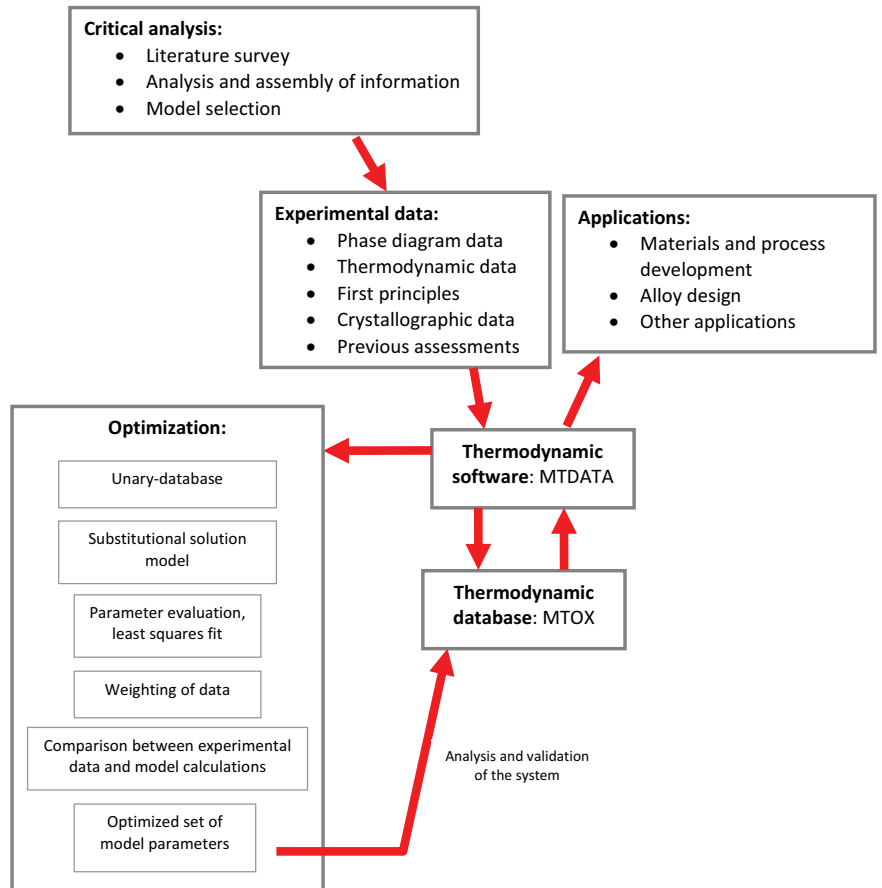 Critical analysis:
• Literature survey
• Analysis and assembly of information
• Model selection
Experimental data:
• Phase diagram data
• Thermodynamic data
• First principles
• Crystallographic data
• Previous assessments
Applications:
• Materials and process
development
• Alloy design
• Other applications
Optimization:
Unary-database
Substitutional solution
model
Parameter evaluation,
least squares fit
Weighting of data
Comparison between experimental
data and model calculations
Optimized set of
model parameters
Thermodynamic
software: MTDATA
Thermodynamic
database: MTOX
Analysis and validation
of the system